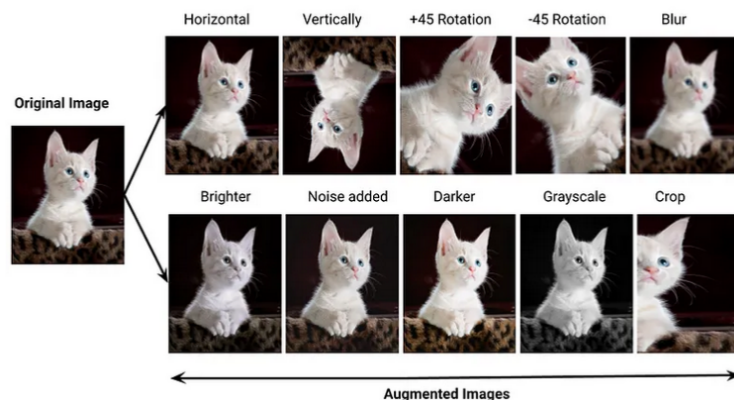 Horizontal Vertically +45 Rotation -45 Rotation Blur
Original Image
Brighter Noise added Darker Grayscale Crop
Augmented Images